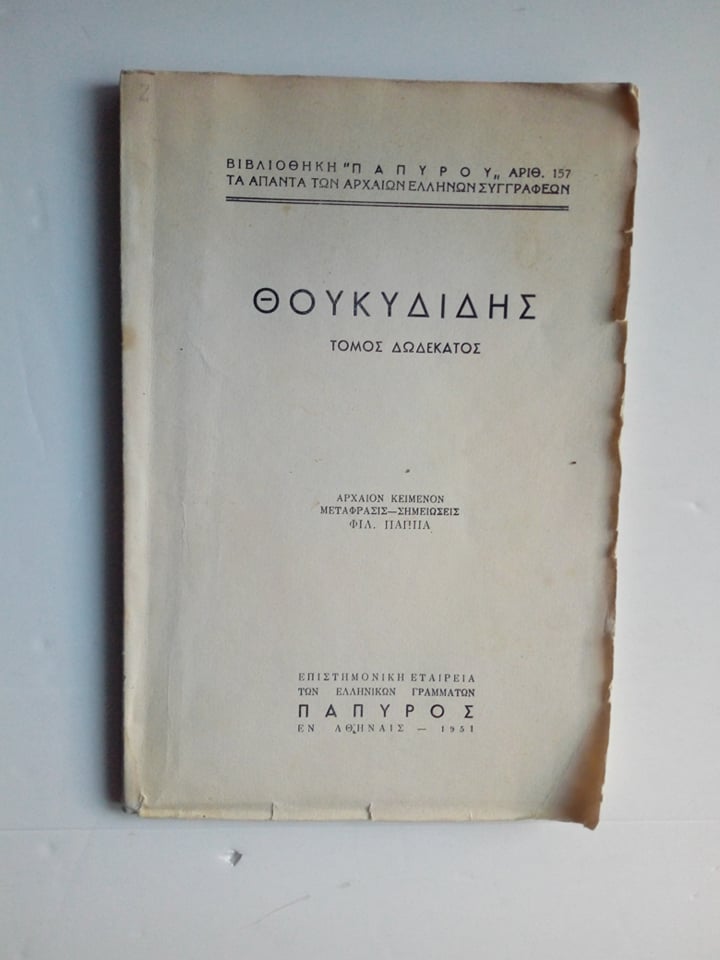 2
ΒΙΒΛΙΟΘΗΚΗ "ΠΑΠΥΡΟΥ„ ΑΡΙΘ. 157
ΤΑ ΑΠΑΝΤΑ ΤΩΝ ΑΡΧΑΙΩΝ ΕΛΛΗΝΩΝ ΣΥΓΓΡΑΦΕΩΝ
ΘΟΥΚΥΔΙΔΗΣ
ΤΟΜΟΣ ΔΩΔΕΚΑΤΟΣ
ΑΡΧΑΙΟΝ ΚΕΙΜΕΝΟΝ
ΜΕΤΑΦΡΑΣΙΣ—ΣΗΜΕΙΩΣΕΙΣ
ΦΙΛ. ΠΑΠΠΑ
ΕΠΙΣΤΗΜΟΝΙΚΗ ΕΤΑΙΡΕΙΑ
ΤΩΝ ΕΛΛΗΝΙΚΩΝ ΓΡΑΜΜΑΤΩΝ
ΠΑΠΥΡΟΣ
ΕΝ ΑΘΗΝΑΙΣ — 1951